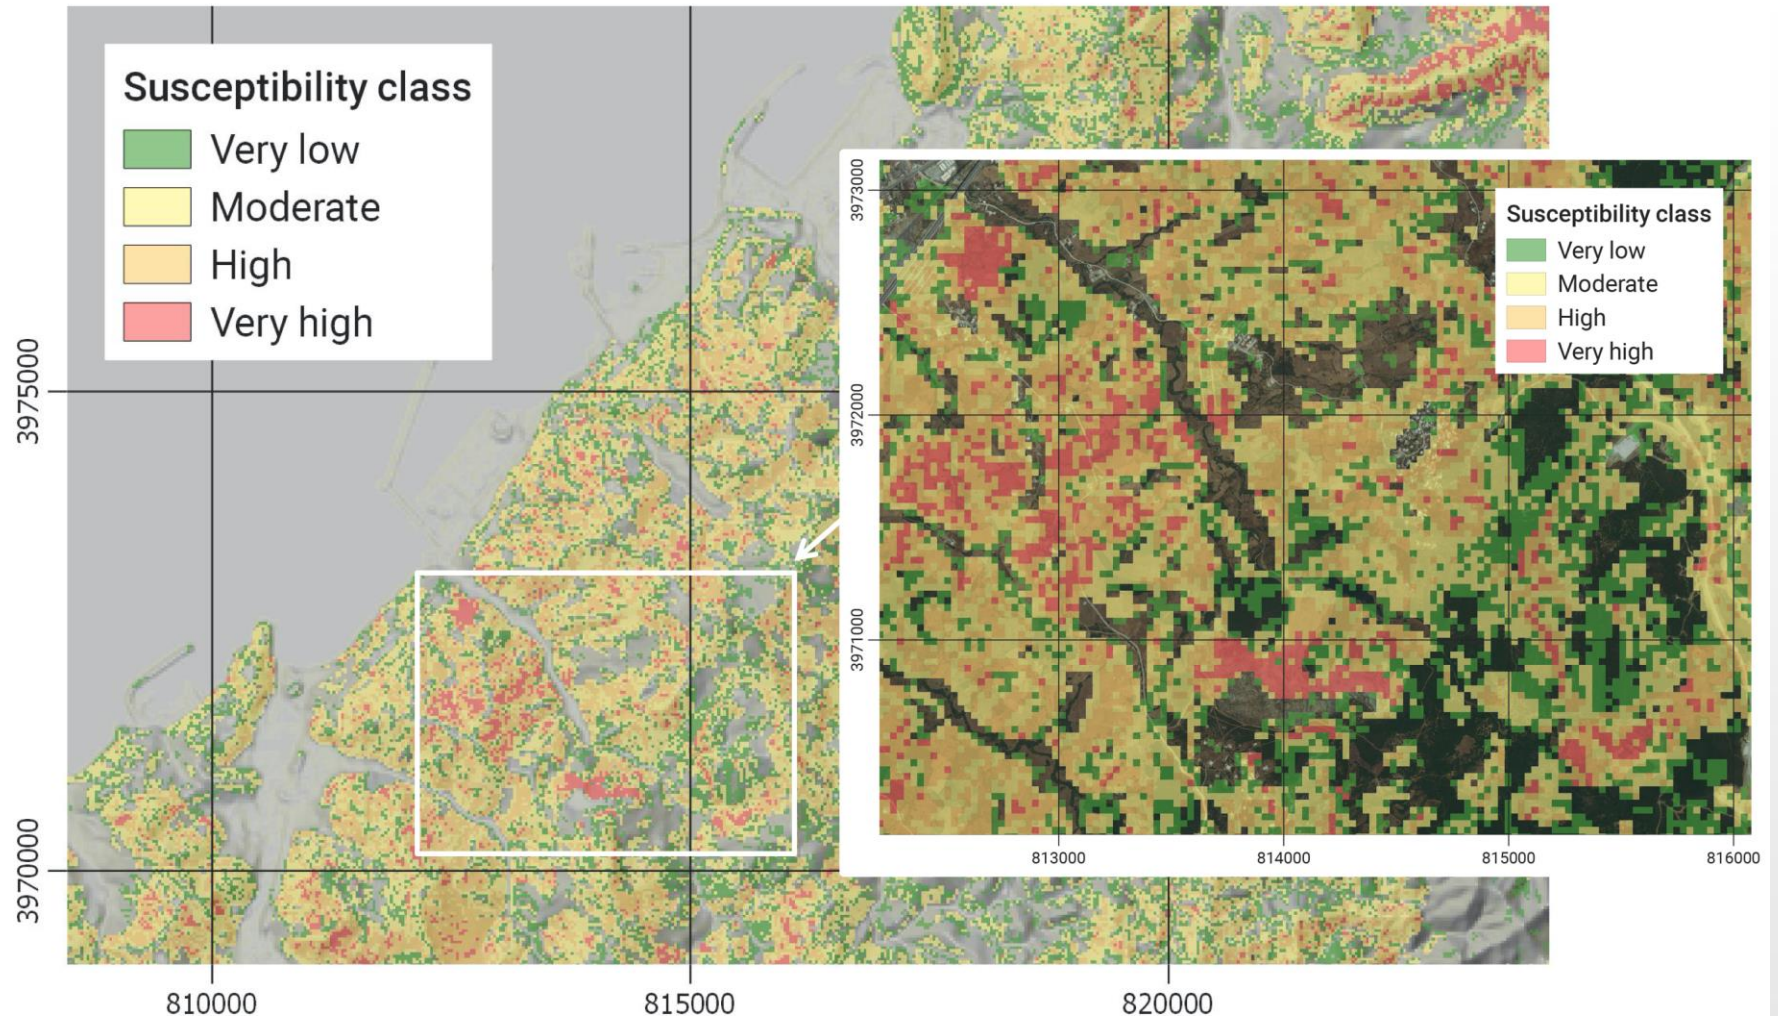 Susceptibility class
Very low
Moderate
High
Very high
3975000
3970000
810000
815000
820000
3973000
3972000
3971000
Susceptibility class
Very low
Moderate
High
Very high
813000
814000
815000
816000